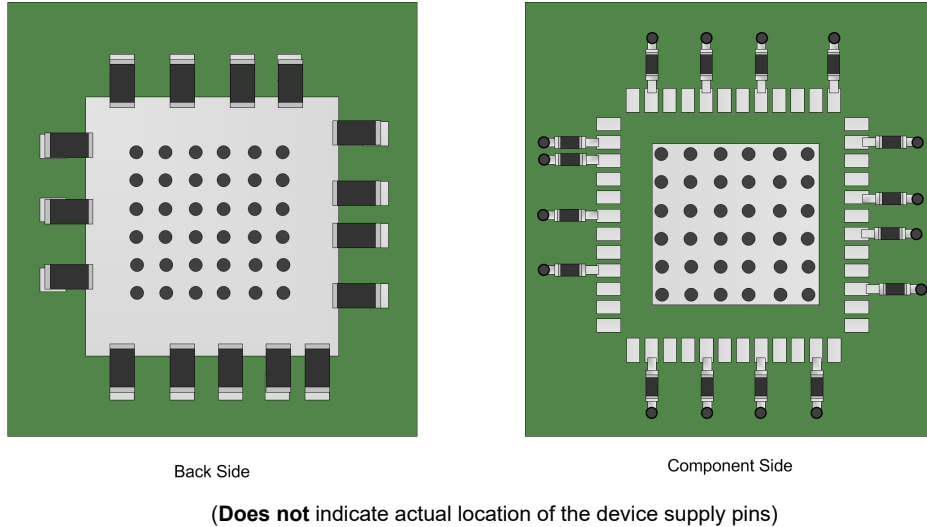 Back Side
Component Side
(Does not indicate actual location of the device supply pins)